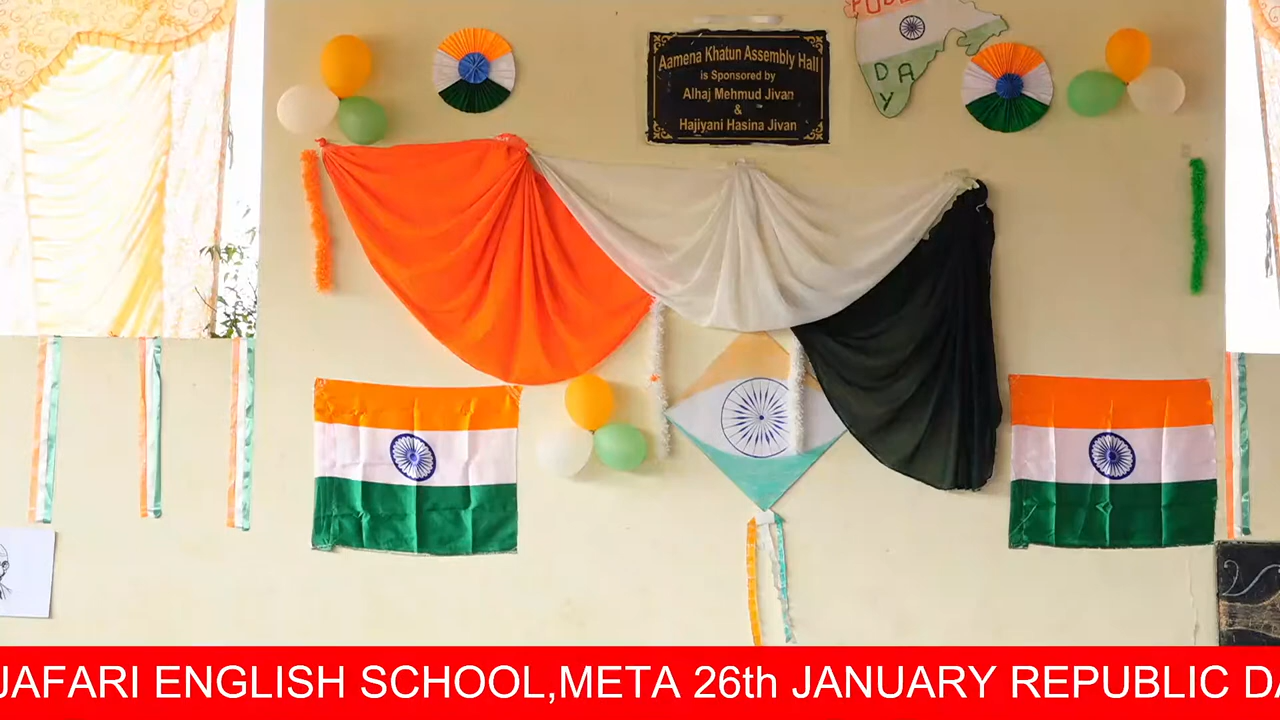 PUBL
DAY
Aamena Khatun Assembly Hall
is Sponsored by
Alhaj Mehmud Jivan
&
Hajiyani Hasina Jivan
JAFARI ENGLISH SCHOOL,META 26th JANUARY REPUBLIC DA